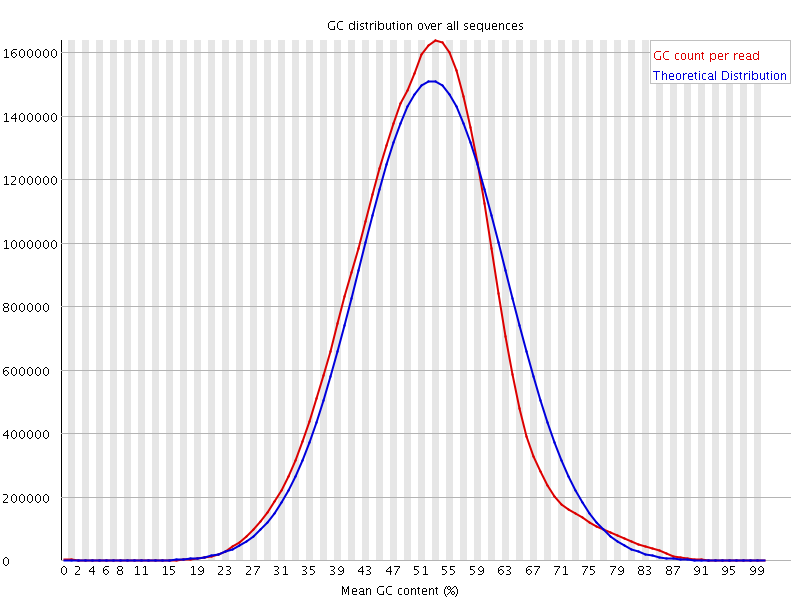 GC distribution over all sequences
1600000
1400000
1200000
1000000
800000
600000
400000
200000
0
GC count per read
Theoretical Distribution
0 2 4 6 8 11 15 19 23 27 31 35 39 43 47 51 55 59 63 67 71 75 79 83 87 91 95 99
Mean GC content (%)